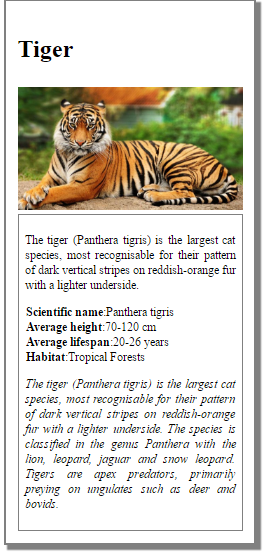 Tiger
The tiger (Panthera tigris) is the largest cat
species, most recognisable for their pattern
of dark vertical stripes on reddish-orange fur
with a lighter underside.
Scientific name:Panthera tigris
Average height:70-120 cm
Average lifespan:20-26 years
Habitat:Tropical Forests
The tiger (Panthera tigris) is the largest cat
species, most recognisable for their pattern
of dark vertical stripes on reddish-orange
fur with a lighter underside. The species is
classified in the genus Panthera with the
lion, leopard, jaguar and snow leopard.
Tigers are apex predators, primarily
preying on ungulates such as deer and
bovids.